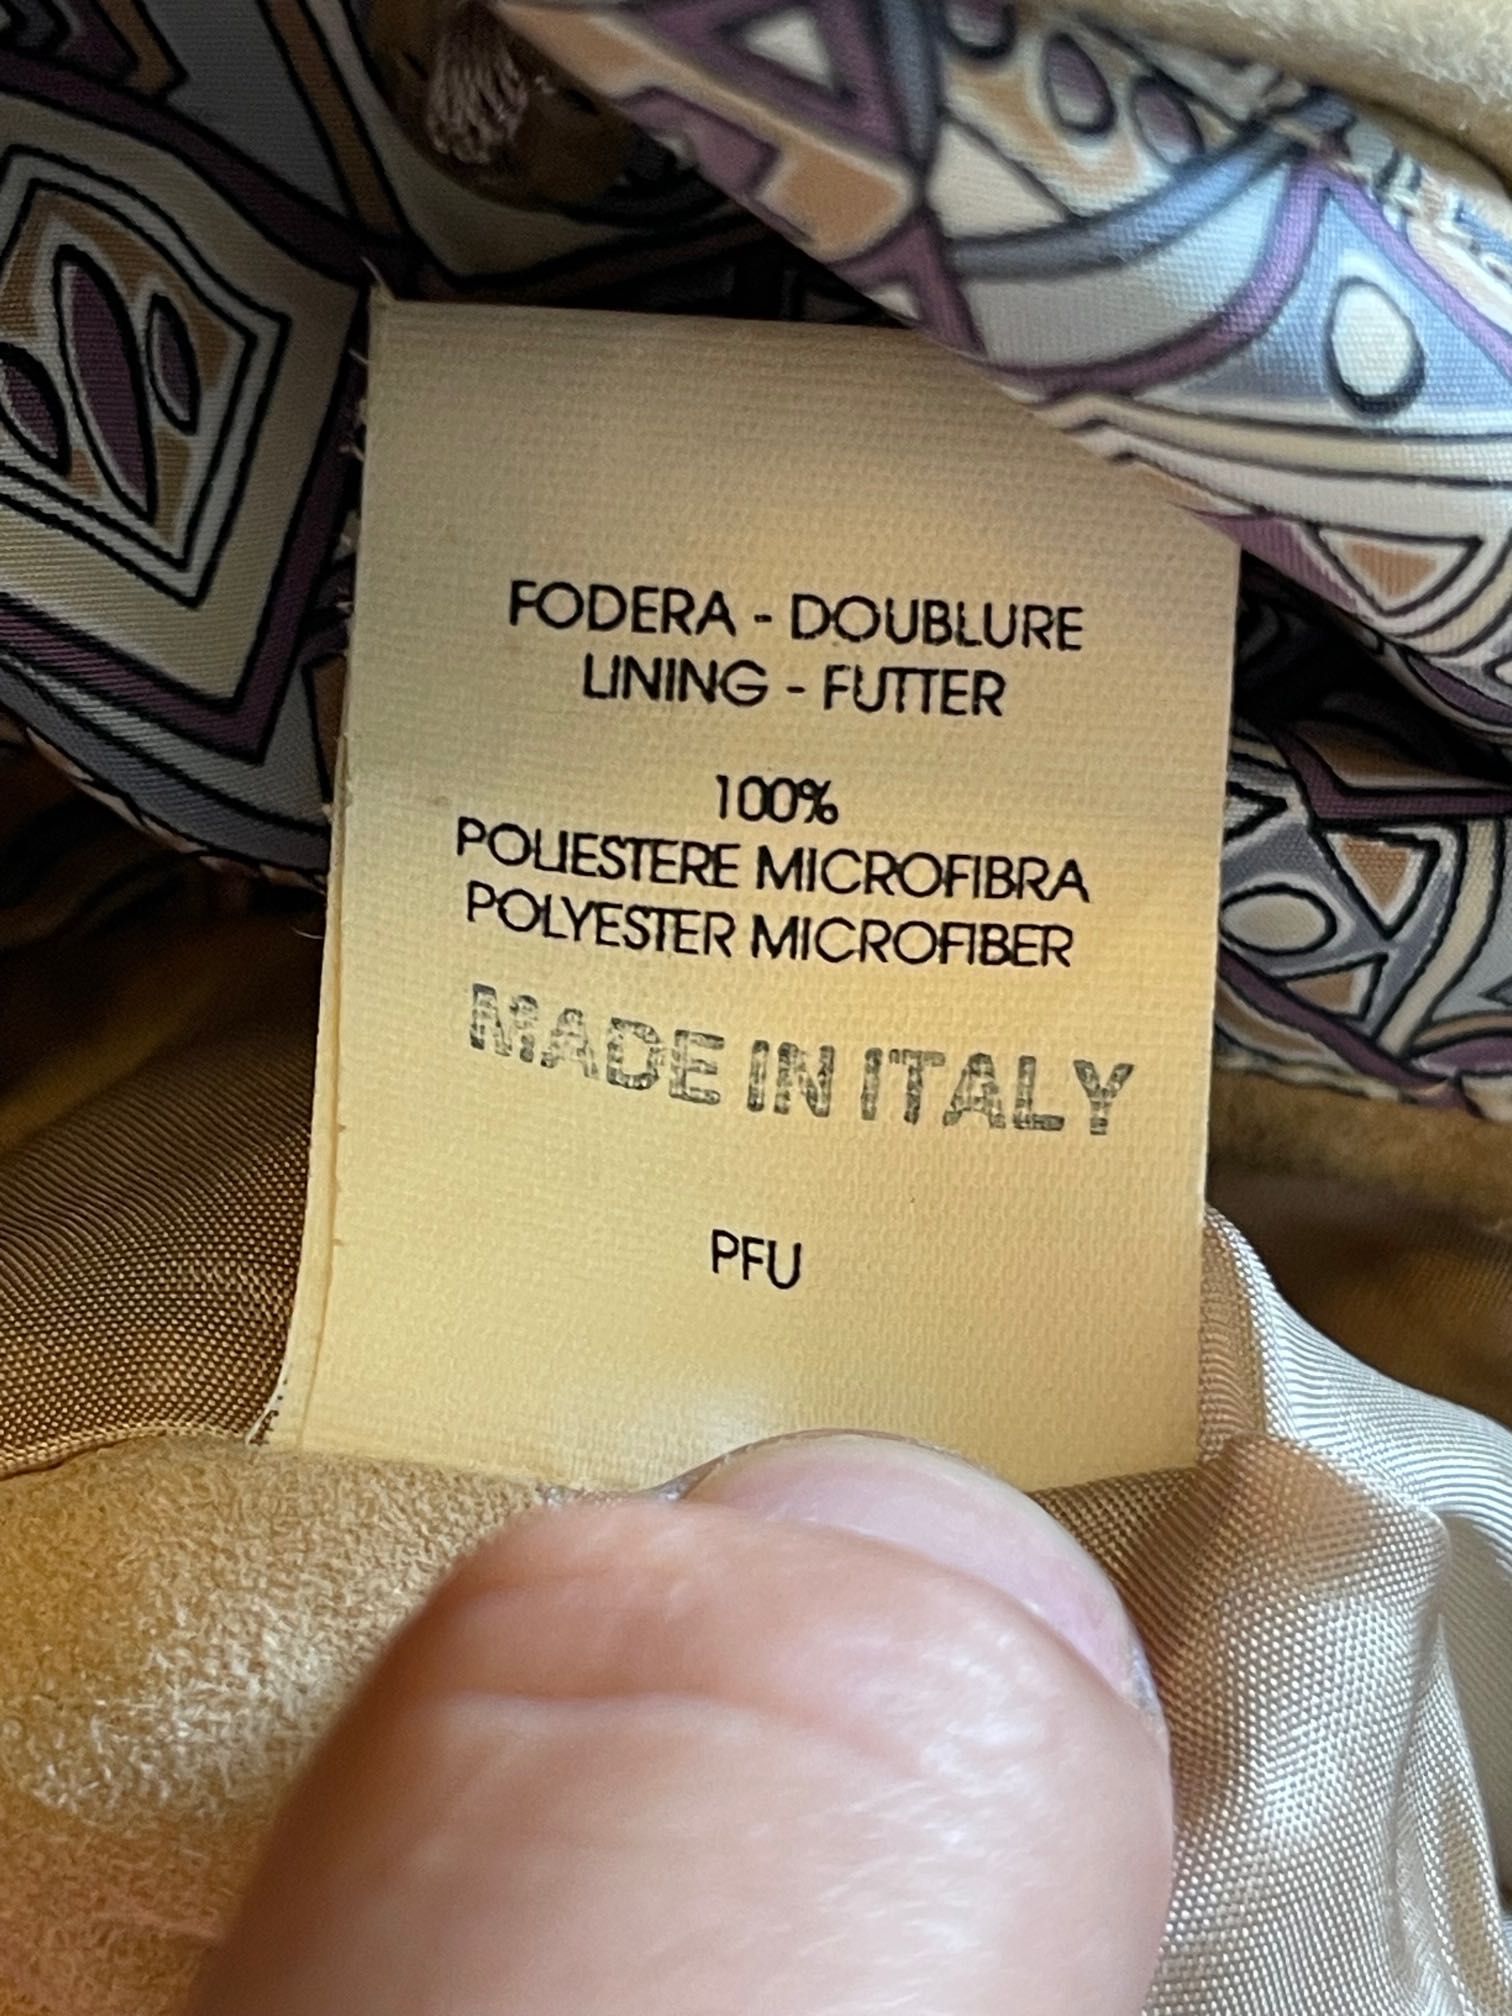 FODERA - DOUBLURE
LINING - FUTTER
100%
POLIESTERE MICROFIBRA
POLYESTER MICROFIBER
MADE IN ITALY
PFU